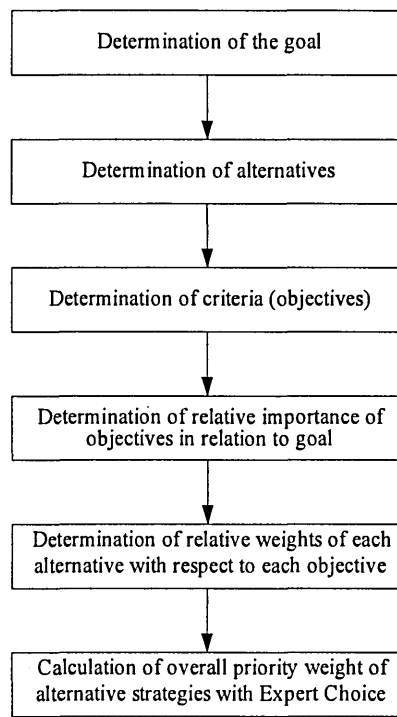 Determination of the goal
Determination of alternatives
Determination of criteria (objectives)
Determination of relative importance of
objectives in relation to goal
Determination of relative weights of each
alternative with respect to each objective
Calculation of overall priority weight of
alternative strategies with Expert Choice